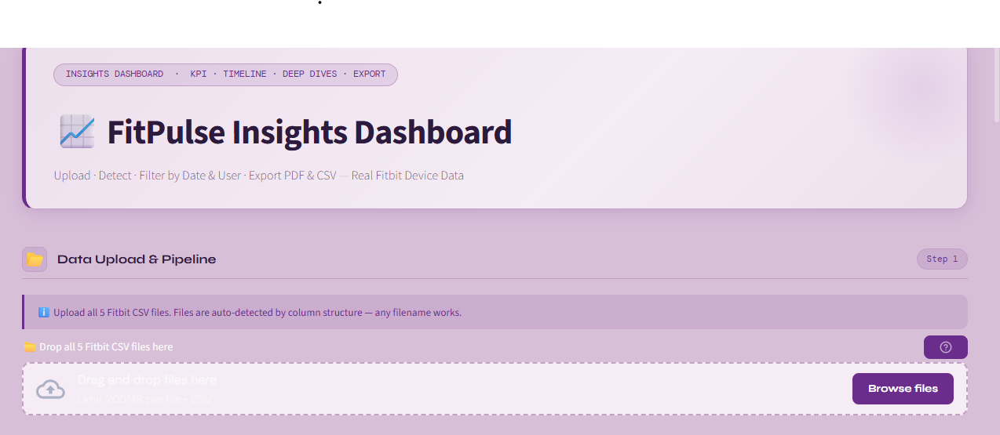 INSIGHTS DASHBOARD · KPI · TIMELINE · DEEP DIVES · EXPORT
FitPulse Insights Dashboard
Upload · Detect · Filter by Date & User · Export PDF & CSV — Real Fitbit Device Data
Data Upload & Pipeline
Step 1
Upload all 5 Fitbit CSV files. Files are auto-detected by column structure — any filename works.
Drop all 5 Fitbit CSV files here
Drag and drop files here
Limit 200MB per file • CSV
Browse files